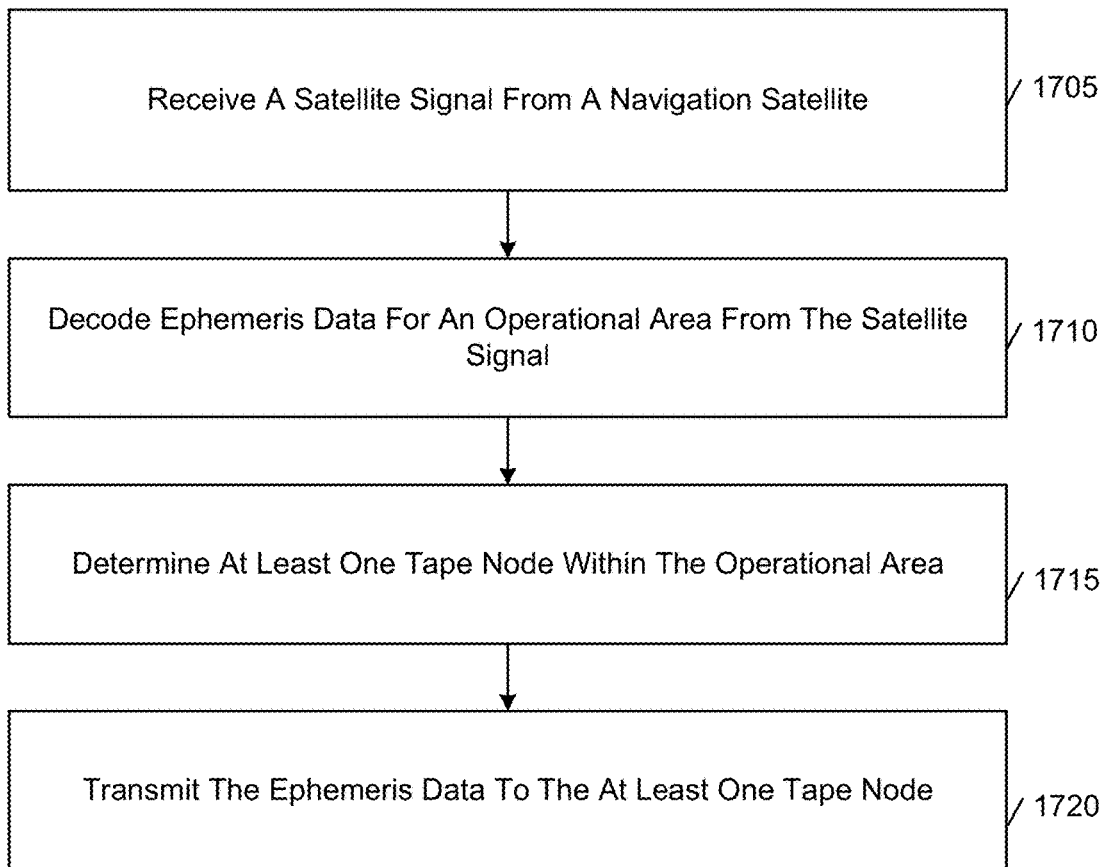 Receive A Satellite Signal From A Navigation Satellite
1705
Decode Ephemeris Data For An Operational Area From The Satellite
Signal
1710
Determine At Least One Tape Node Within The Operational Area
1715
Transmit The Ephemeris Data To The At Least One Tape Node
1720